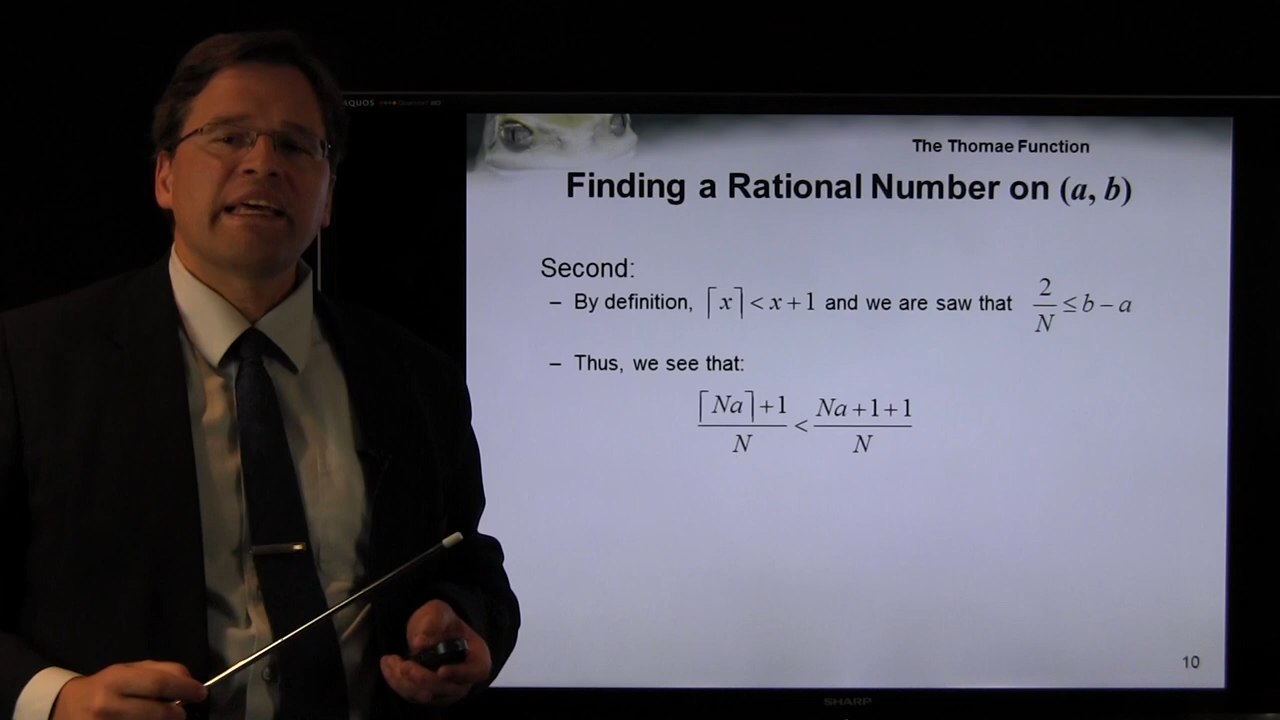 AQUOS
The Thomae Function
Finding a Rational Number on (a, b)
Second:
– By definition, ⌈x⌉ < x + 1 and we are saw that 2/N ≤ b – a
– Thus, we see that:
(⌈Na⌉ + 1)/N < (Na + 1 + 1)/N
10
SHARP